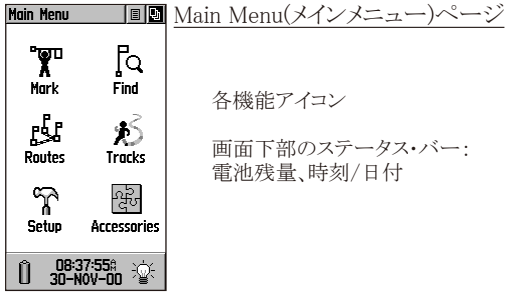 Main Menu
Main Menu(メインメニュー)ページ
Mark
Find
Routes
Tracks
Setup
Accessories
08:37:55A
30-NOV-00
各機能アイコン
画面下部のステータス・バー:
電池残量、時刻/日付